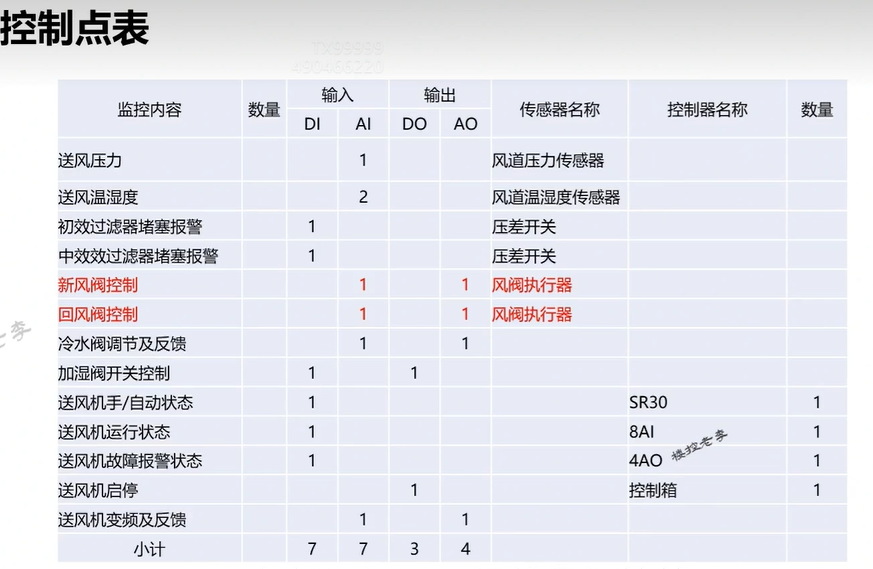 控制点表
TX99999
490466220
监控内容 数量 输入 输出 传感器名称 控制器名称 数量
DI AI DO AO
送风压力 1 风道压力传感器
送风温湿度 2 风道温湿度传感器
初效过滤器堵塞报警 1 压差开关
中效效过滤器堵塞报警 1 压差开关
新风阀控制 1 1 风阀执行器
回风阀控制 1 1 风阀执行器
冷水阀调节及反馈 1 1
加湿阀开关控制 1 1
送风机手/自动状态 1 SR30 1
送风机运行状态 1 8AI 1
楼控老李
送风机故障报警状态 1 4AO 1
送风机启停 1 控制箱 1
送风机变频及反馈 1 1
小计 7 7 3 4
老李